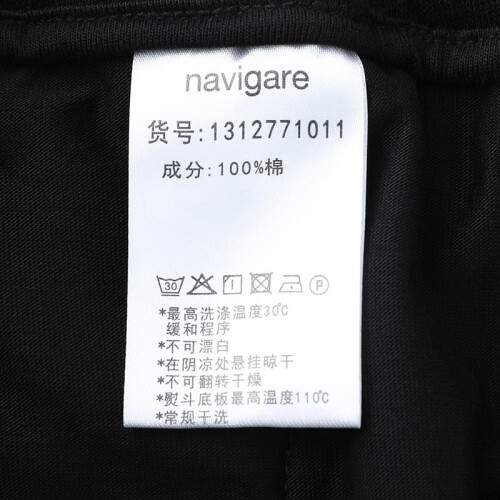 navigare
货号:1312771011
成分:100%棉
30 P
*最高洗涤温度30℃
缓和程序
*不可漂白
*在阴凉处悬挂晾干
*不可翻转干燥
*熨斗底板最高温度110℃
*常规干洗